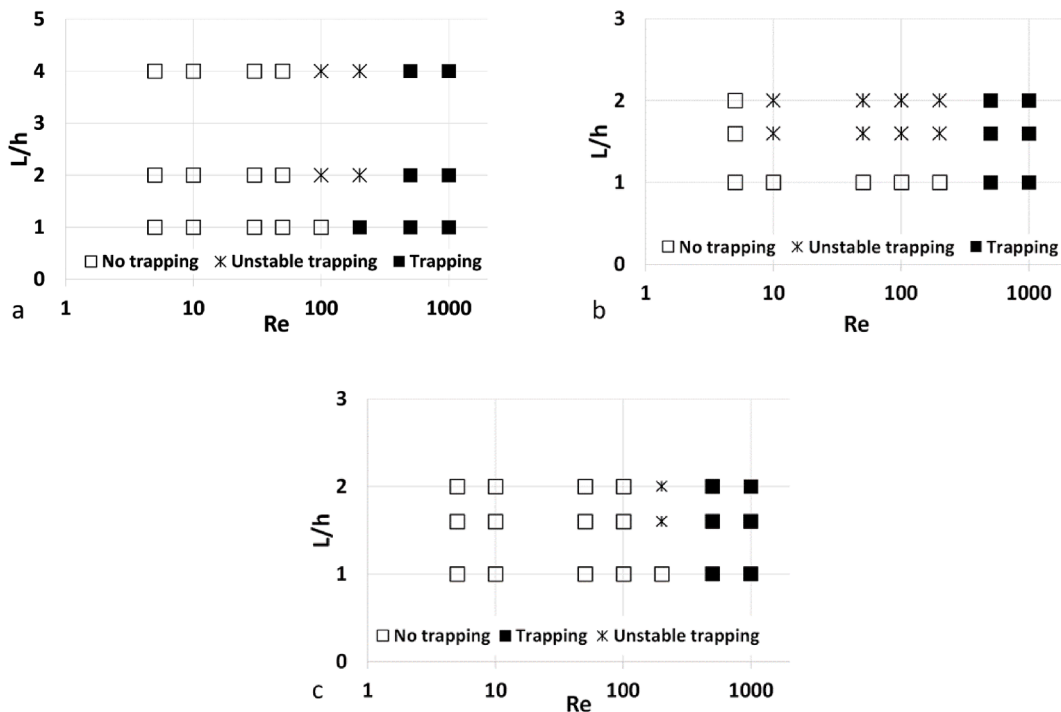 5
4
3
L/h
2
1
□ No trapping ✳ Unstable trapping ■ Trapping
0
1 10 100 1000
a Re
3
2
L/h
1
□ No trapping ✳ Unstable trapping ■ Trapping
0
1 10 100 1000
b Re
3
2
L/h
1
□ No trapping ■ Trapping ✳ Unstable trapping
0
1 10 100 1000
c Re